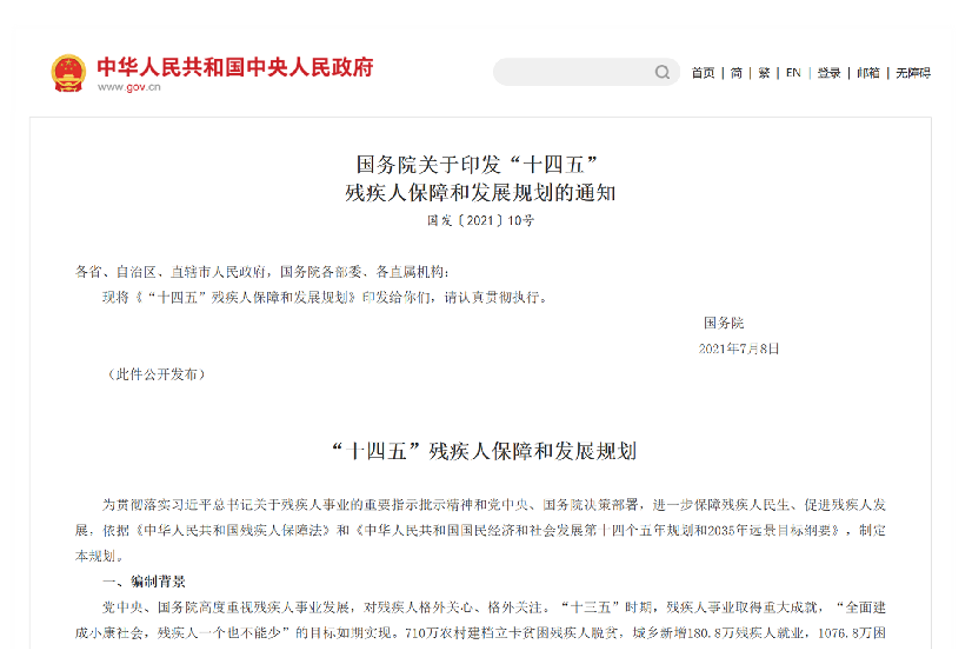 中华人民共和国中央人民政府
www.gov.cn
首页 | 简 | 繁 | EN | 登录 | 邮箱 | 无障碍
国务院关于印发“十四五”
残疾人保障和发展规划的通知
国发〔2021〕10号
各省、自治区、直辖市人民政府，国务院各部委、各直属机构：
现将《“十四五”残疾人保障和发展规划》印发给你们，请认真贯彻执行。
国务院
2021年7月8日
（此件公开发布）
“十四五”残疾人保障和发展规划
为贯彻落实习近平总书记关于残疾人事业的重要指示批示精神和党中央、国务院决策部署，进一步保障残疾人民生、促进残疾人发
展，依据《中华人民共和国残疾人保障法》和《中华人民共和国国民经济和社会发展第十四个五年规划和2035年远景目标纲要》，制定
本规划。
一、编制背景
党中央、国务院高度重视残疾人事业发展，对残疾人格外关心、格外关注。“十三五”时期，残疾人事业取得重大成就，“全面建
成小康社会，残疾人一个也不能少”的目标如期实现。710万农村建档立卡贫困残疾人脱贫，城乡新增180.8万残疾人就业，1076.8万困